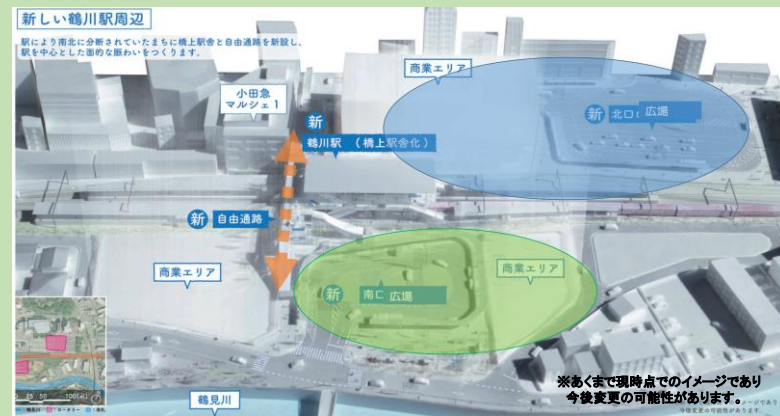 新しい鶴川駅周辺
駅により南北に分断されていたまちに橋上駅舎と自由通路を新設し、
駅を中心とした面的な賑わいをつくります。
商業エリア
小田急
マルシェ1
新
鶴川駅 （橋上駅舎化）
新 北口 広場
新 自由通路
商業エリア
商業エリア
新 南口 広場
鶴見川
※あくまで現時点でのイメージであり
今後変更の可能性があります。